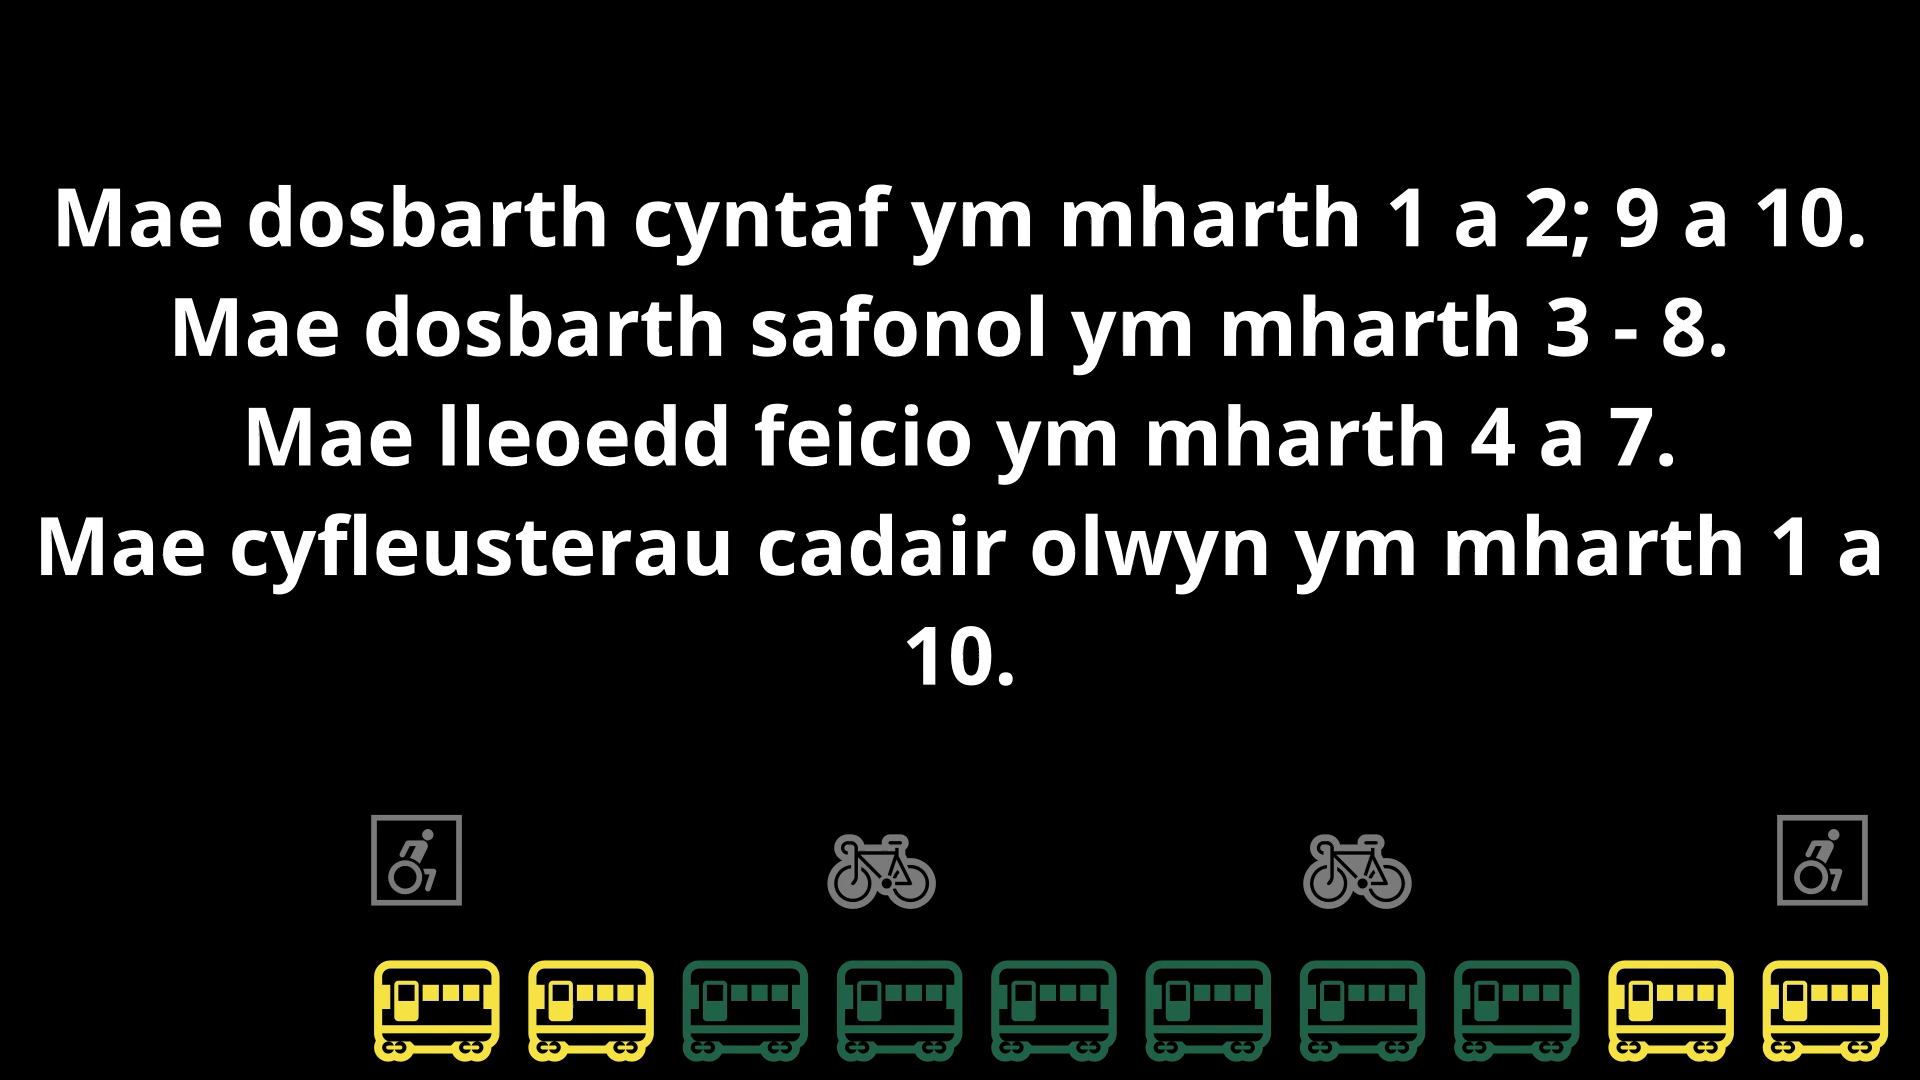 Mae dosbarth cyntaf ym mharth 1 a 2; 9 a 10.
Mae dosbarth safonol ym mharth 3 - 8.
Mae lleoedd feicio ym mharth 4 a 7.
Mae cyfleusterau cadair olwyn ym mharth 1 a
10.